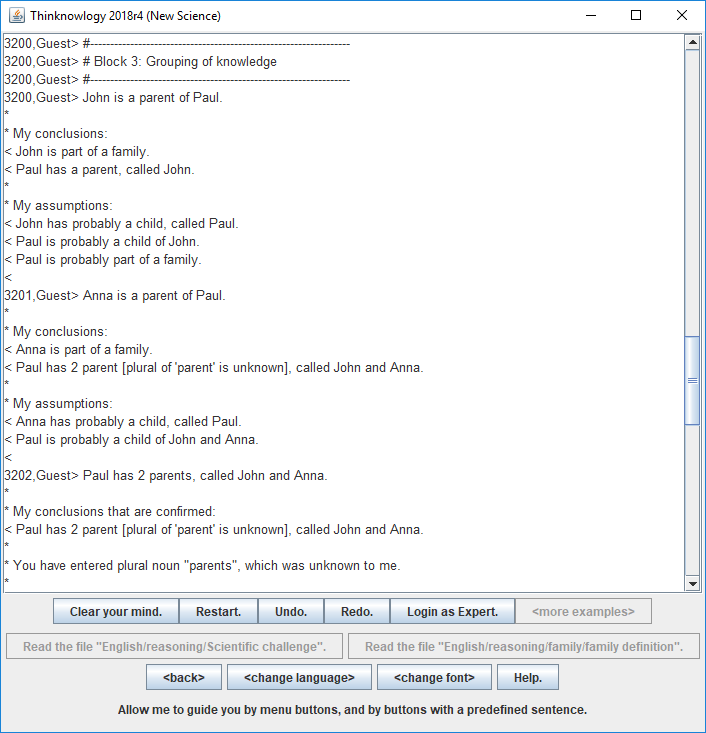 Thinknowlogy 2018r4 (New Science)
3200,Guest> #-----------------------------------------------------------------
3200,Guest> # Block 3: Grouping of knowledge
3200,Guest> #-----------------------------------------------------------------
3200,Guest> John is a parent of Paul.
*
* My conclusions:
< John is part of a family.
< Paul has a parent, called John.
*
* My assumptions:
< John has probably a child, called Paul.
< Paul is probably a child of John.
< Paul is probably part of a family.
<
3201,Guest> Anna is a parent of Paul.
*
* My conclusions:
< Anna is part of a family.
< Paul has 2 parent [plural of 'parent' is unknown], called John and Anna.
*
* My assumptions:
< Anna has probably a child, called Paul.
< Paul is probably a child of John and Anna.
<
3202,Guest> Paul has 2 parents, called John and Anna.
*
* My conclusions that are confirmed:
< Paul has 2 parent [plural of 'parent' is unknown], called John and Anna.
*
* You have entered plural noun "parents", which was unknown to me.
*
Clear your mind. Restart. Undo. Redo. Login as Expert. <more examples>
Read the file "English/reasoning/Scientific challenge". Read the file "English/reasoning/family/family definition".
<back> <change language> <change font> Help.
Allow me to guide you by menu buttons, and by buttons with a predefined sentence.